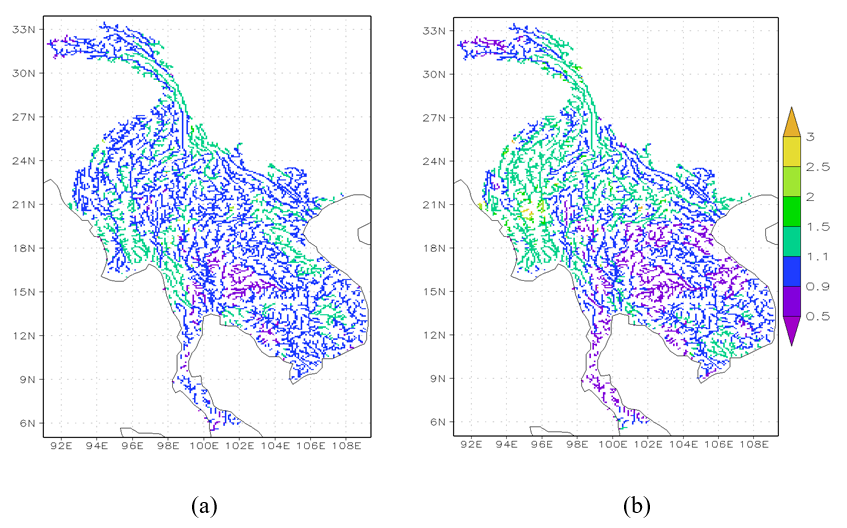 33N
30N
27N
24N
21N
18N
15N
12N
9N
6N
92E 94E 96E 98E 100E 102E 104E 106E 108E
33N
30N
27N
24N
21N
18N
15N
12N
9N
6N
92E 94E 96E 98E 100E 102E 104E 106E 108E
3
2.5
2
1.5
1.1
0.9
0.5
(a)
(b)